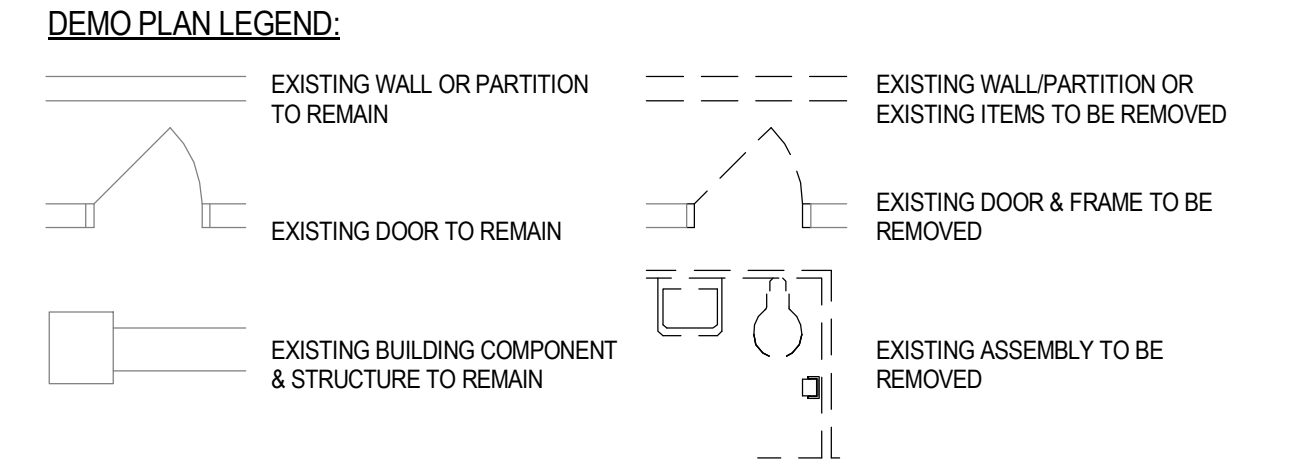 DEMO PLAN LEGEND:
EXISTING WALL OR PARTITION
TO REMAIN
EXISTING WALL/PARTITION OR
EXISTING ITEMS TO BE REMOVED
EXISTING DOOR TO REMAIN
EXISTING DOOR & FRAME TO BE
REMOVED
EXISTING BUILDING COMPONENT
& STRUCTURE TO REMAIN
EXISTING ASSEMBLY TO BE
REMOVED